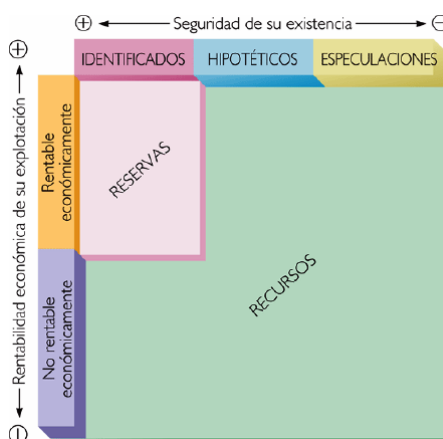 Seguridad de su existencia
IDENTIFICADOS
HIPOTÉTICOS
ESPECULACIONES
Rentabilidad económica de su explotación
Rentable
económicamente
No rentable
económicamente
RESERVAS
RECURSOS